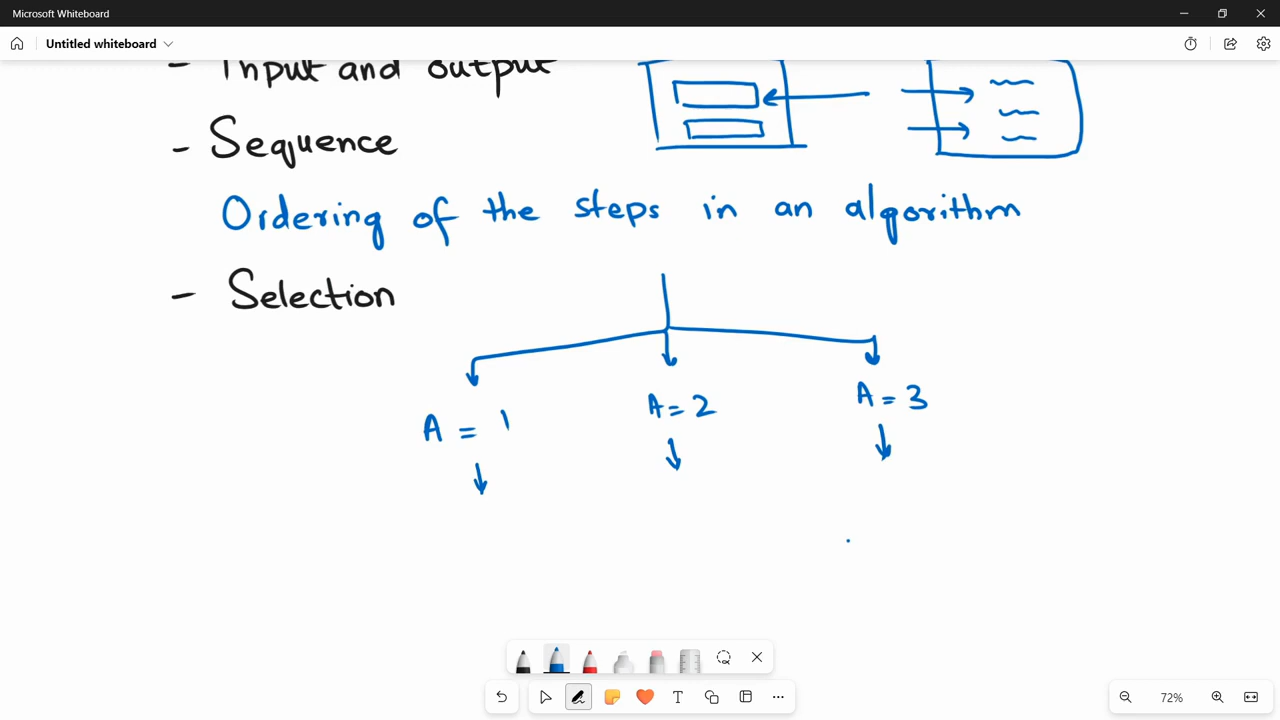 Microsoft Whiteboard
Untitled whiteboard
- Input and output
- Sequence
Ordering of the steps in an algorithm
- Selection
A = 1
A = 2
A = 3
72%